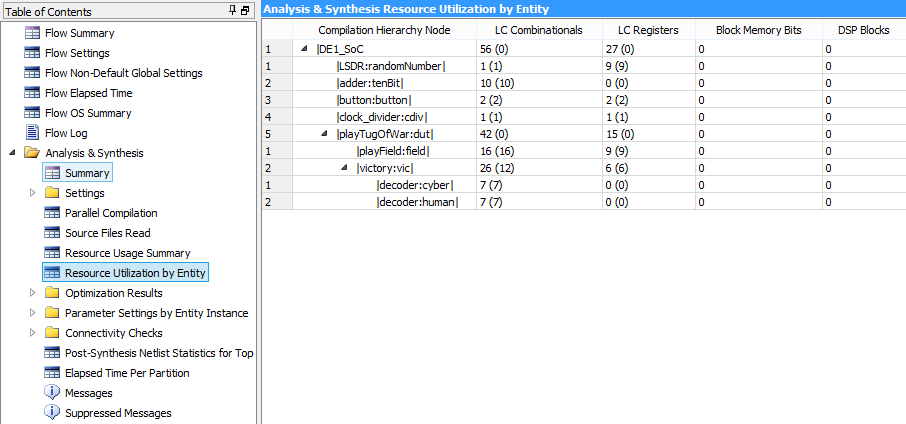 Table of Contents
Flow Summary
Flow Settings
Flow Non-Default Global Settings
Flow Elapsed Time
Flow OS Summary
Flow Log
Analysis & Synthesis
Summary
Settings
Parallel Compilation
Source Files Read
Resource Usage Summary
Resource Utilization by Entity
Optimization Results
Parameter Settings by Entity Instance
Connectivity Checks
Post-Synthesis Netlist Statistics for Top
Elapsed Time Per Partition
Messages
Suppressed Messages
Analysis & Synthesis Resource Utilization by Entity
Compilation Hierarchy Node LC Combinationals LC Registers Block Memory Bits DSP Blocks
1 |DE1_SoC 56 (0) 27 (0) 0 0
1 |LSDR:randomNumber| 1 (1) 9 (9) 0 0
2 |adder:tenBit| 10 (10) 0 (0) 0 0
3 |button:button| 2 (2) 2 (2) 0 0
4 |clock_divider:cdiv| 1 (1) 1 (1) 0 0
5 |playTugOfWar:dut| 42 (0) 15 (0) 0 0
1 |playField:field| 16 (16) 9 (9) 0 0
2 |victory:vic| 26 (12) 6 (6) 0 0
1 |decoder:cyber| 7 (7) 0 (0) 0 0
2 |decoder:human| 7 (7) 0 (0) 0 0